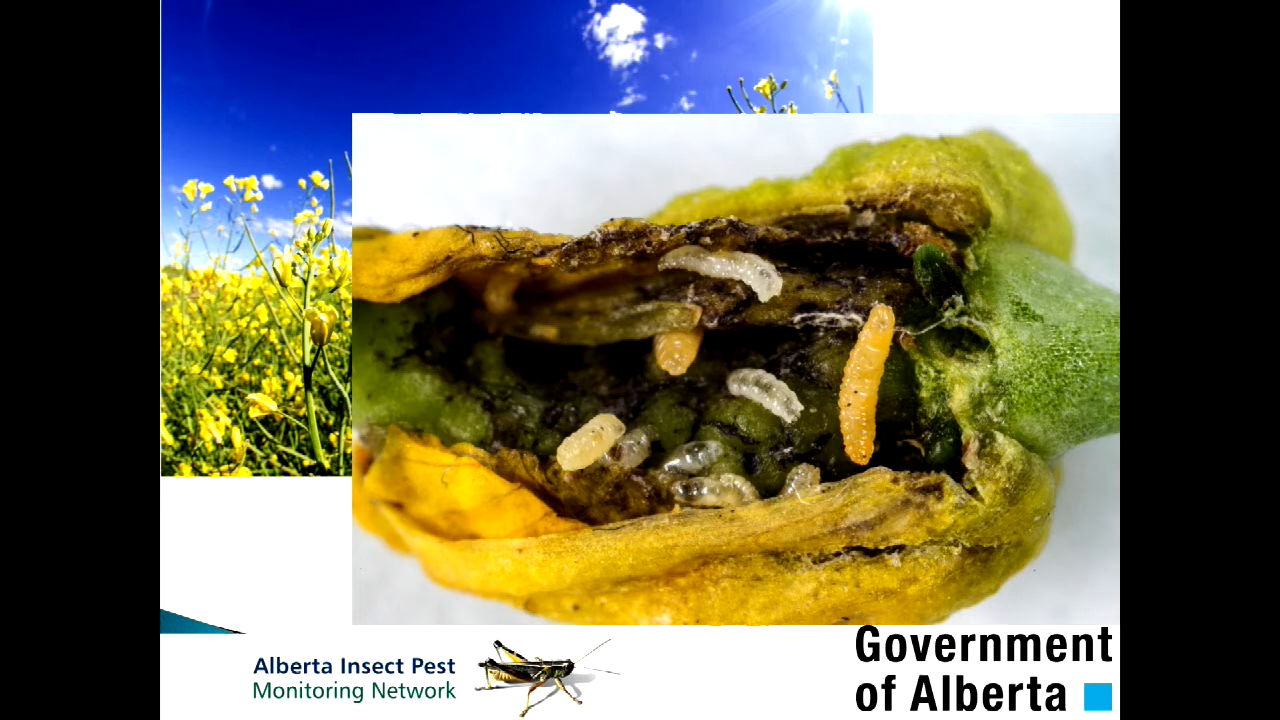 Alberta Insect Pest
Monitoring Network
Government
of Alberta